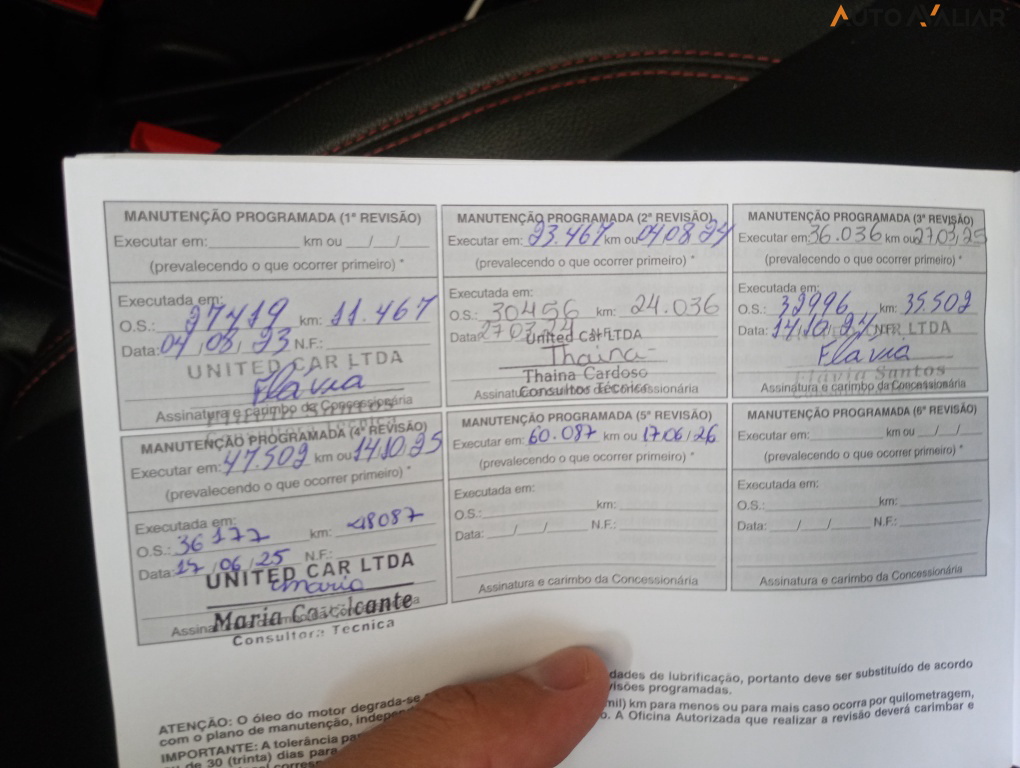 AUTO AVALIAR
MANUTENÇÃO PROGRAMADA (1ª REVISÃO)
Executar em: km ou / /
(prevalecendo o que ocorrer primeiro) *
Executada em:
O.S.: 27419 km: 11.467
Data: 04/08/23 N.F.:
UNITED CAR LTDA
Flavia
Assinatura e carimbo da Concessionária
MANUTENÇÃO PROGRAMADA (2ª REVISÃO)
Executar em: 23.467 km ou 04/08/24
(prevalecendo o que ocorrer primeiro) *
Executada em:
O.S.: 30456 km: 24.036
Data: 27/03/24
United Car LTDA
Thaina
Thaina Cardoso
Consultor Técnico
Assinatura e carimbo da Concessionária
MANUTENÇÃO PROGRAMADA (3ª REVISÃO)
Executar em: 36.036 km ou 27/03/25
(prevalecendo o que ocorrer primeiro) *
Executada em:
O.S.: 32996 km: 35.502
Data: 14/10/24 N.F. R LTDA
Flavia
Flavia Santos
Assinatura e carimbo da Concessionária
MANUTENÇÃO PROGRAMADA (4ª REVISÃO)
Executar em: 47.502 km ou 14/10/25
(prevalecendo o que ocorrer primeiro) *
Executada em:
O.S.: 36177 km: 48087
Data: 17/06/25 N.F.:
UNITED CAR LTDA
Maria
Maria Cavalcante
Assinatura e carimbo da Concessionária
Consultora Tecnica
MANUTENÇÃO PROGRAMADA (5ª REVISÃO)
Executar em: 60.087 km ou 17/06/26
(prevalecendo o que ocorrer primeiro) *
Executada em:
O.S.: km:
Data: / / N.F.:
Assinatura e carimbo da Concessionária
MANUTENÇÃO PROGRAMADA (6ª REVISÃO)
Executar em: km ou / /
(prevalecendo o que ocorrer primeiro) *
Executada em:
O.S.: km:
Data: / / N.F.:
Assinatura e carimbo da Concessionária
ATENÇÃO: O óleo do motor degrada-se dades de lubrificação, portanto deve ser substituído de acordo
com o plano de manutenção, visões programadas.
IMPORTANTE: A tolerância mil) km para menos ou para mais caso ocorra por quilometragem,
de 30 (trinta) dias para o. A Oficina Autorizada que realizar a revisão deverá carimbar e